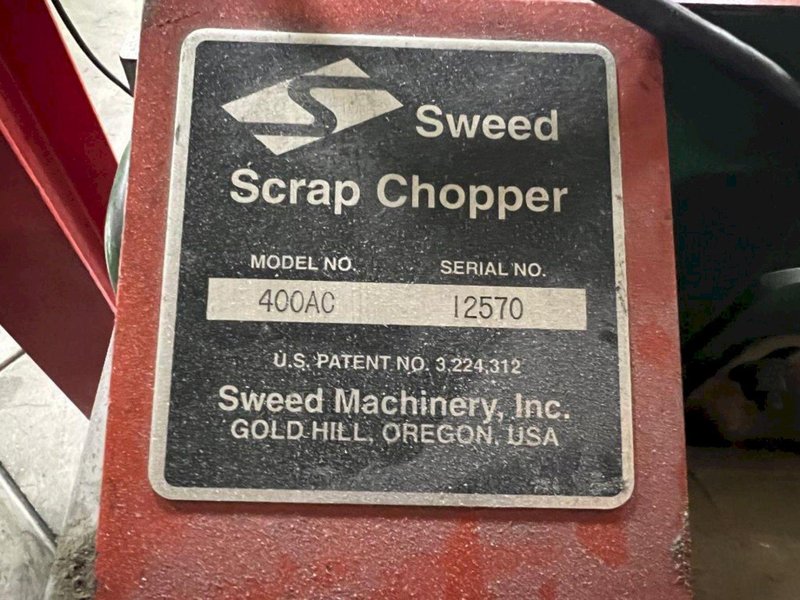 Sweed
Scrap Chopper
MODEL NO. SERIAL NO.
400AC 12570
U.S. PATENT NO. 3,224,312
Sweed Machinery, Inc.
GOLD HILL, OREGON, USA